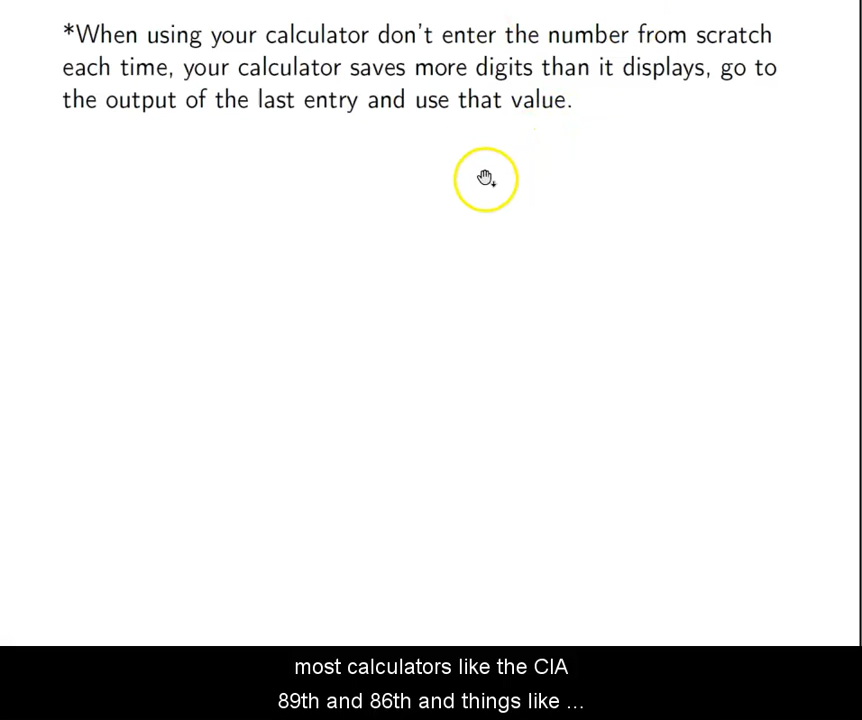 *When using your calculator don't enter the number from scratch
each time, your calculator saves more digits than it displays, go to
the output of the last entry and use that value.
most calculators like the CIA
89th and 86th and things like ...